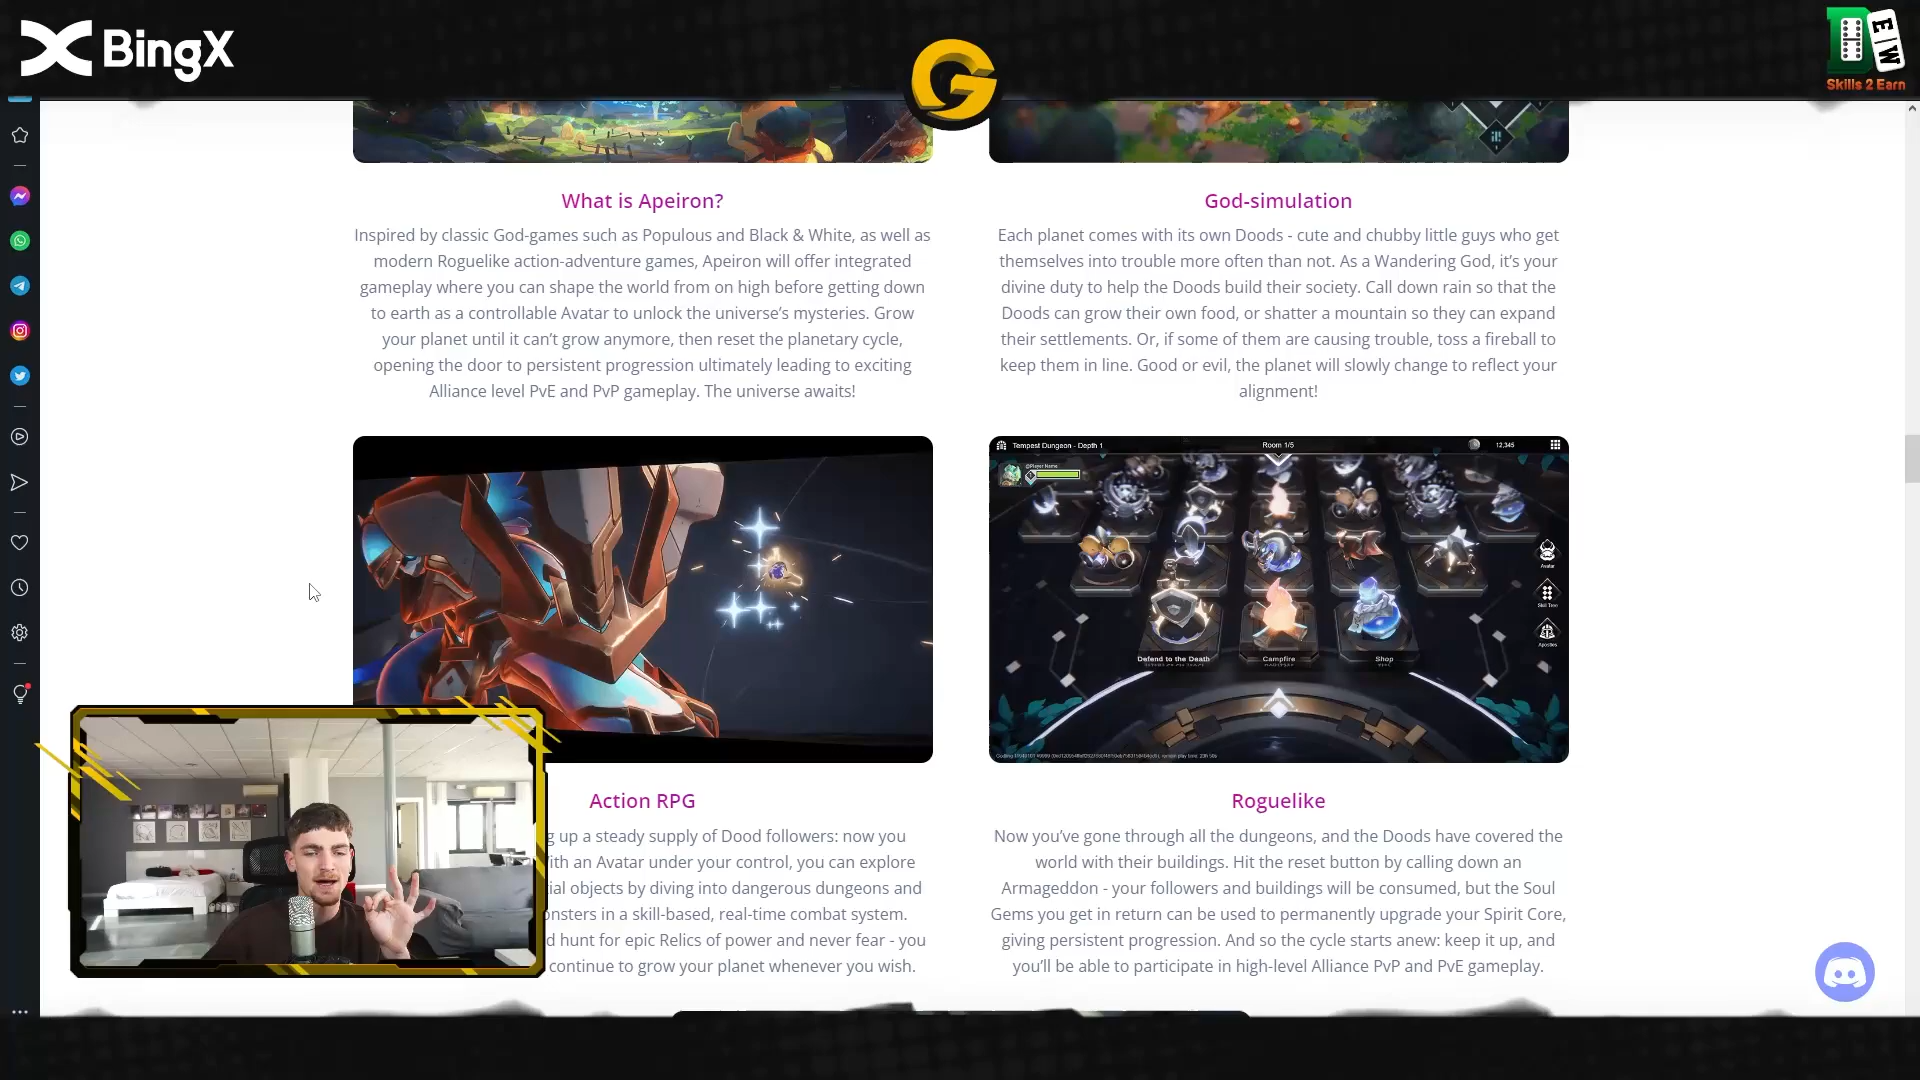 BingX
G
E W
Skills 2 Earn
What is Apeiron?
Inspired by classic God-games such as Populous and Black & White, as well as
modern Roguelike action-adventure games, Apeiron will offer integrated
gameplay where you can shape the world from on high before getting down
to earth as a controllable Avatar to unlock the universe's mysteries. Grow
your planet until it can't grow anymore, then reset the planetary cycle,
opening the door to persistent progression ultimately leading to exciting
Alliance level PvE and PvP gameplay. The universe awaits!
God-simulation
Each planet comes with its own Doods - cute and chubby little guys who get
themselves into trouble more often than not. As a Wandering God, it's your
divine duty to help the Doods build their society. Call down rain so that the
Doods can grow their own food, or shatter a mountain so they can expand
their settlements. Or, if some of them are causing trouble, toss a fireball to
keep them in line. Good or evil, the planet will slowly change to reflect your
alignment!
Tempest Dungeon - Depth 1
Room 1/5
12,345
@Player Name
Avatar
Skill Tree
Apostles
Defend to the Death
Campfire
Shop
Action RPG
g up a steady supply of Dood followers: now you
ith an Avatar under your control, you can explore
ial objects by diving into dangerous dungeons and
onsters in a skill-based, real-time combat system.
d hunt for epic Relics of power and never fear - you
continue to grow your planet whenever you wish.
Roguelike
Now you've gone through all the dungeons, and the Doods have covered the
world with their buildings. Hit the reset button by calling down an
Armageddon - your followers and buildings will be consumed, but the Soul
Gems you get in return can be used to permanently upgrade your Spirit Core,
giving persistent progression. And so the cycle starts anew: keep it up, and
you'll be able to participate in high-level Alliance PvP and PvE gameplay.